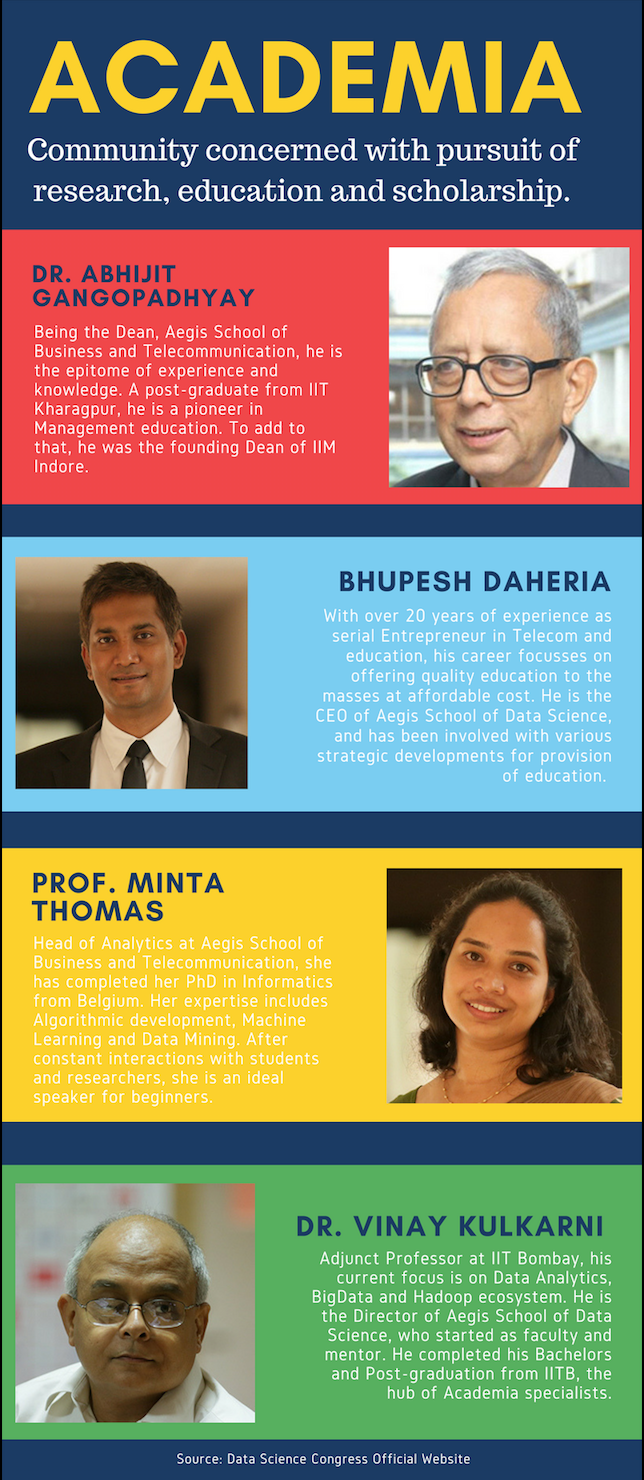 ACADEMIA
Community concerned with pursuit of
research, education and scholarship.
DR. ABHIJIT
GANGOPADHYAY
Being the Dean, Aegis School of
Business and Telecommunication, he is
the epitome of experience and
knowledge. A post-graduate from IIT
Kharagpur, he is a pioneer in
Management education. To add to
that, he was the founding Dean of IIM
Indore.
BHUPESH DAHERIA
With over 20 years of experience as
serial Entrepreneur in Telecom and
education, his career focusses on
offering quality education to the
masses at affordable cost. He is the
CEO of Aegis School of Data Science,
and has been involved with various
strategic developments for provision
of education.
PROF. MINTA
THOMAS
Head of Analytics at Aegis School of
Business and Telecommunication, she
has completed her PhD in Informatics
from Belgium. Her expertise includes
Algorithmic development, Machine
Learning and Data Mining. After
constant interactions with students
and researchers, she is an ideal
speaker for beginners.
DR. VINAY KULKARNI
Adjunct Professor at IIT Bombay, his
current focus is on Data Analytics,
BigData and Hadoop ecosystem. He is
the Director of Aegis School of Data
Science, who started as faculty and
mentor. He completed his Bachelors
and Post-graduation from IITB, the
hub of Academia specialists.
Source: Data Science Congress Official Website